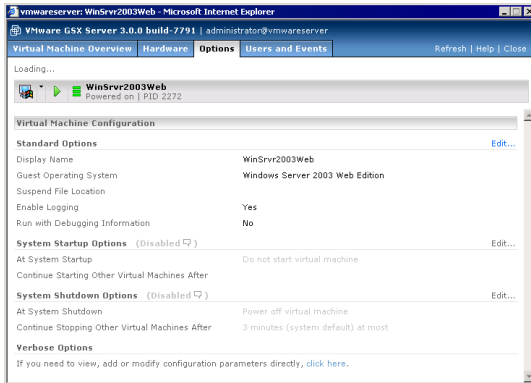 vmwareserver: WinSrvr2003Web - Microsoft Internet Explorer
VMware GSX Server 3.0.0 build-7791 | administrator@vmwareserver
Virtual Machine Overview Hardware Options Users and Events Refresh | Help | Close
Loading...
WinSrvr2003Web
Powered on | PID 2272
Virtual Machine Configuration
Standard Options Edit...
Display Name WinSrvr2003Web
Guest Operating System Windows Server 2003 Web Edition
Suspend File Location
Enable Logging Yes
Run with Debugging Information No
System Startup Options (Disabled) Edit...
At System Startup Do not start virtual machine
Continue Starting Other Virtual Machines After
System Shutdown Options (Disabled) Edit...
At System Shutdown Power off virtual machine
Continue Stopping Other Virtual Machines After 3 minutes (system default) at most
Verbose Options
If you need to view, add or modify configuration parameters directly, click here.